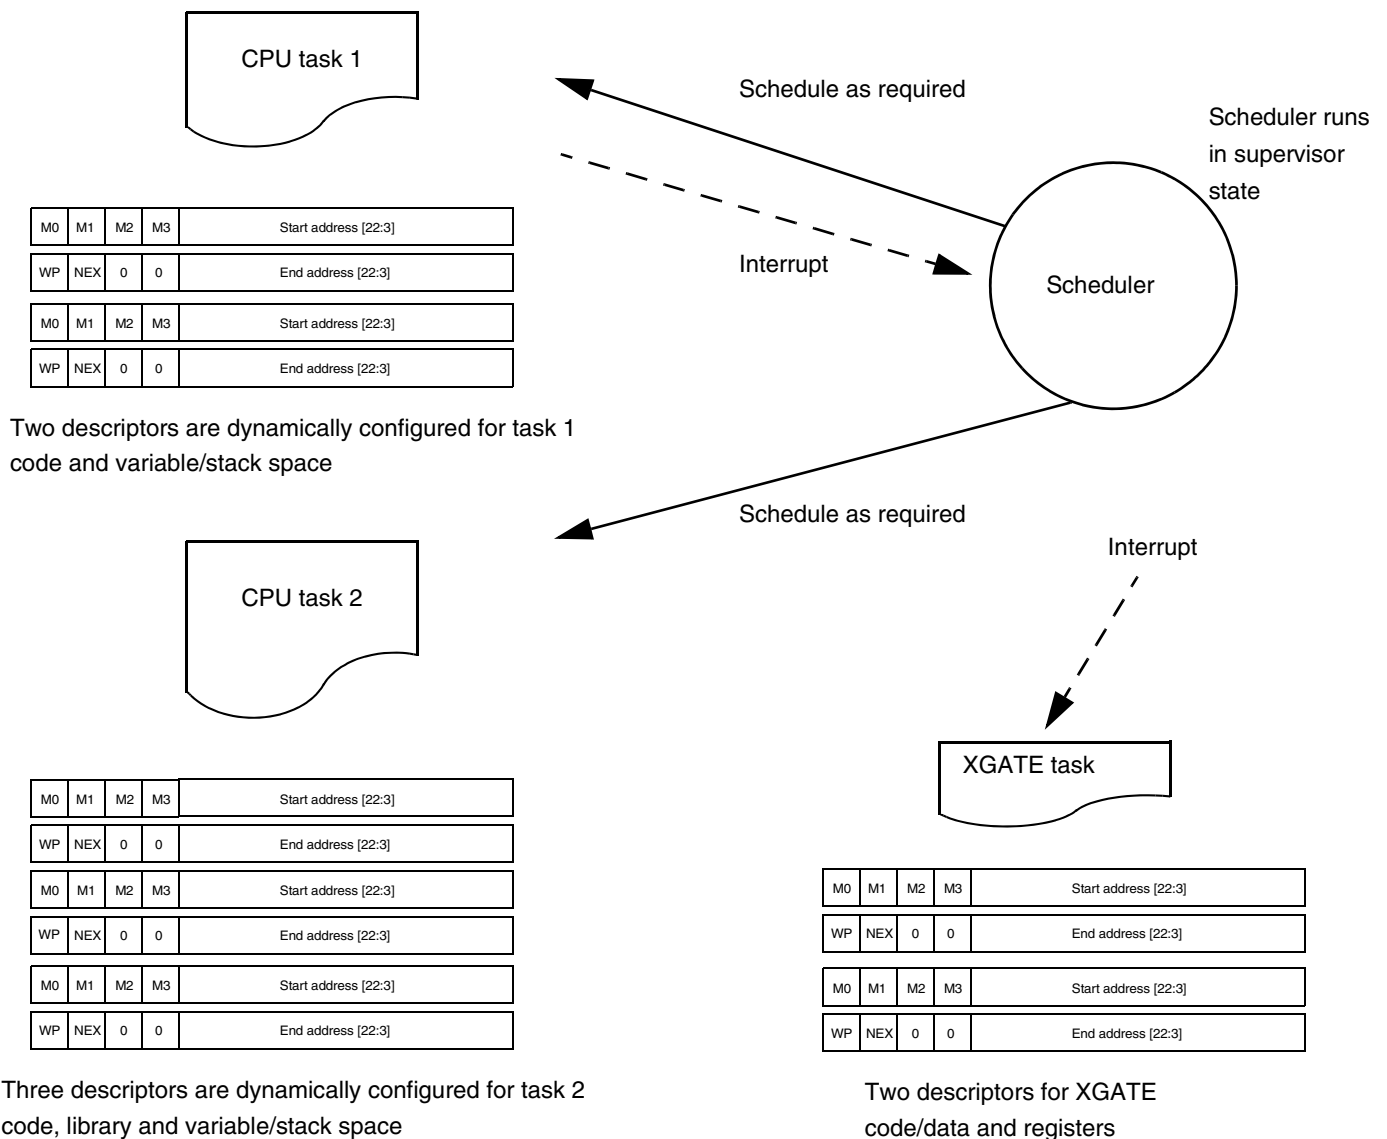 CPU task 1
Schedule as required
Scheduler runs
in supervisor
state
M0 M1 M2 M3 Start address [22:3]
WP NEX 0 0 End address [22:3]
M0 M1 M2 M3 Start address [22:3]
WP NEX 0 0 End address [22:3]
Interrupt
Scheduler
Two descriptors are dynamically configured for task 1
code and variable/stack space
Schedule as required
CPU task 2
Interrupt
XGATE task
M0 M1 M2 M3 Start address [22:3]
WP NEX 0 0 End address [22:3]
M0 M1 M2 M3 Start address [22:3]
WP NEX 0 0 End address [22:3]
M0 M1 M2 M3 Start address [22:3]
WP NEX 0 0 End address [22:3]
Three descriptors are dynamically configured for task 2
code, library and variable/stack space
M0 M1 M2 M3 Start address [22:3]
WP NEX 0 0 End address [22:3]
M0 M1 M2 M3 Start address [22:3]
WP NEX 0 0 End address [22:3]
Two descriptors for XGATE
code/data and registers